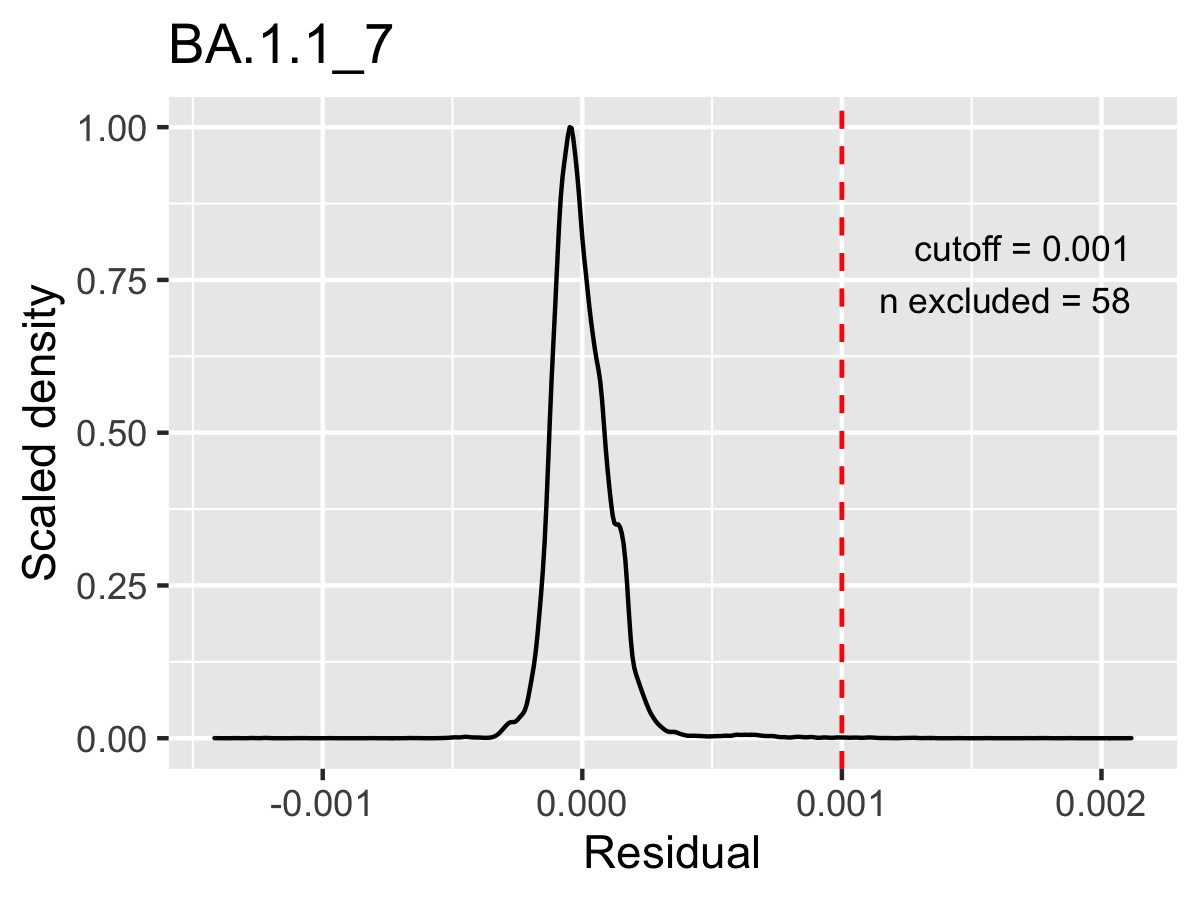 BA.1.1_7
Scaled density
1.00
0.75
0.50
0.25
0.00
cutoff = 0.001
n excluded = 58
-0.001 0.000 0.001 0.002
Residual